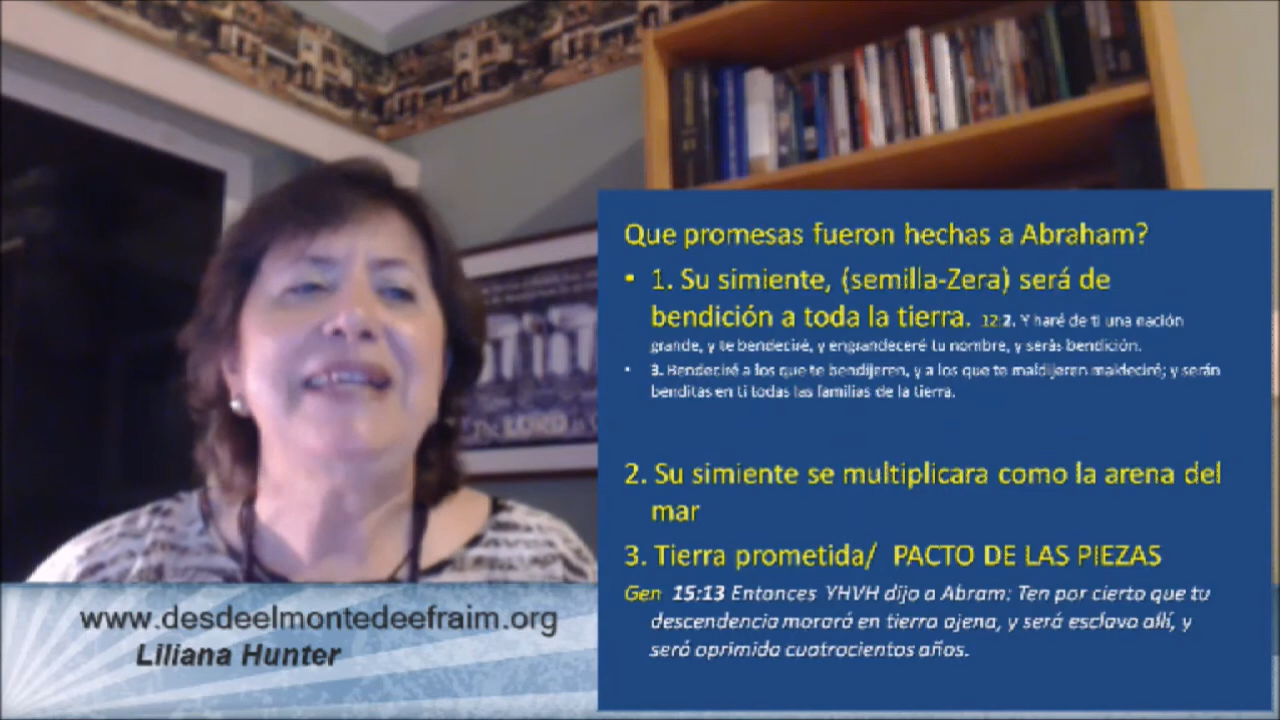 Que promesas fueron hechas a Abraham?
• 1. Su simiente, (semilla-Zera) será de
bendición a toda la tierra. 12:2. Y haré de ti una nación
grande, y te bendeciré, y engrandeceré tu nombre, y serás bendición.
• 3. Bendeciré a los que te bendijeren, y a los que te maldijeren maldeciré; y serán
benditas en ti todas las familias de la tierra.
2. Su simiente se multiplicara como la arena del
mar
3. Tierra prometida/ PACTO DE LAS PIEZAS
Gen 15:13 Entonces YHVH dijo a Abram: Ten por cierto que tu
descendencia morará en tierra ajena, y será esclava allí, y
será oprimida cuatrocientos años.
LORD
www.desdeelmontedeefraim.org
Liliana Hunter